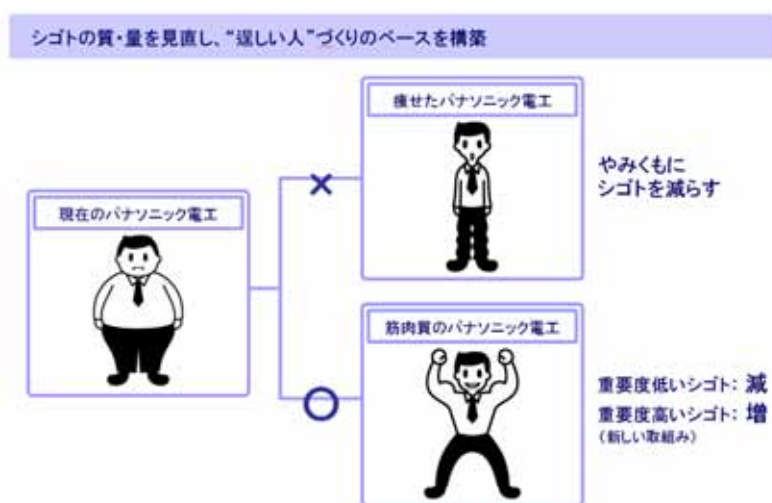 シゴトの質・量を見直し、“逞しい人”づくりのベースを構築
痩せたパナソニック電工
×
やみくもに
シゴトを減らす
現在のパナソニック電工
筋肉質のパナソニック電工
○
重要度低いシゴト: 減
重要度高いシゴト: 増
(新しい取組み)